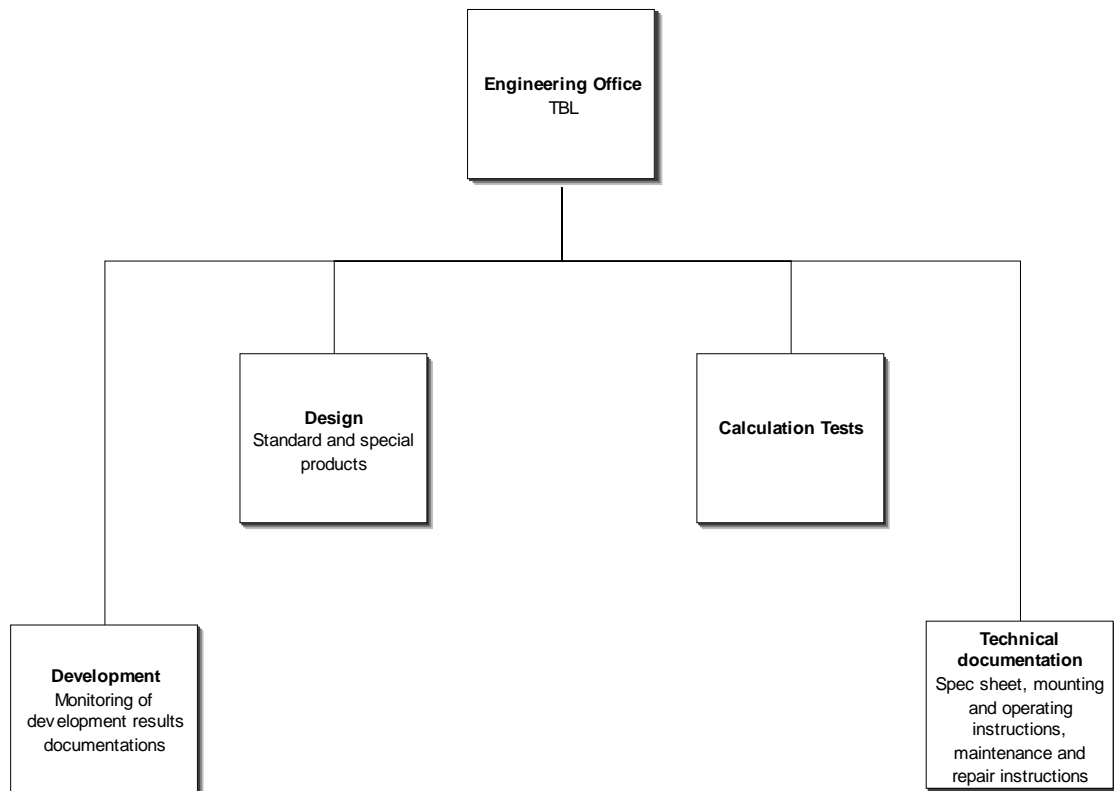 Engineering Office
TBL
Design
Standard and special
products
Calculation Tests
Development
Monitoring of
development results
documentations
Technical
documentation
Spec sheet, mounting
and operating
instructions,
maintenance and
repair instructions